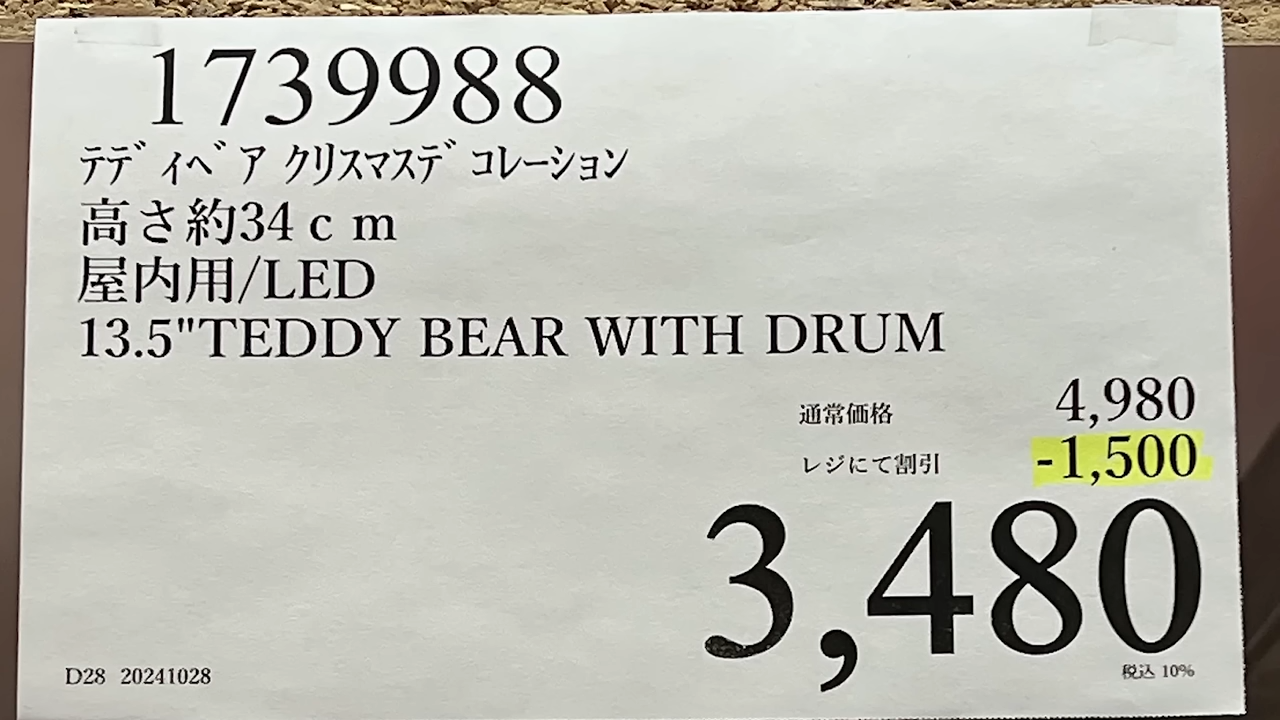 1739988
ﾃﾃﾞｨﾍﾞｱ ｸﾘｽﾏｽﾃﾞｺﾚｰｼｮﾝ
高さ約34ｃｍ
屋内用/LED
13.5"TEDDY BEAR WITH DRUM
通常価格 4,980
レジにて割引 -1,500
3,480
税込 10%
D28 20241028